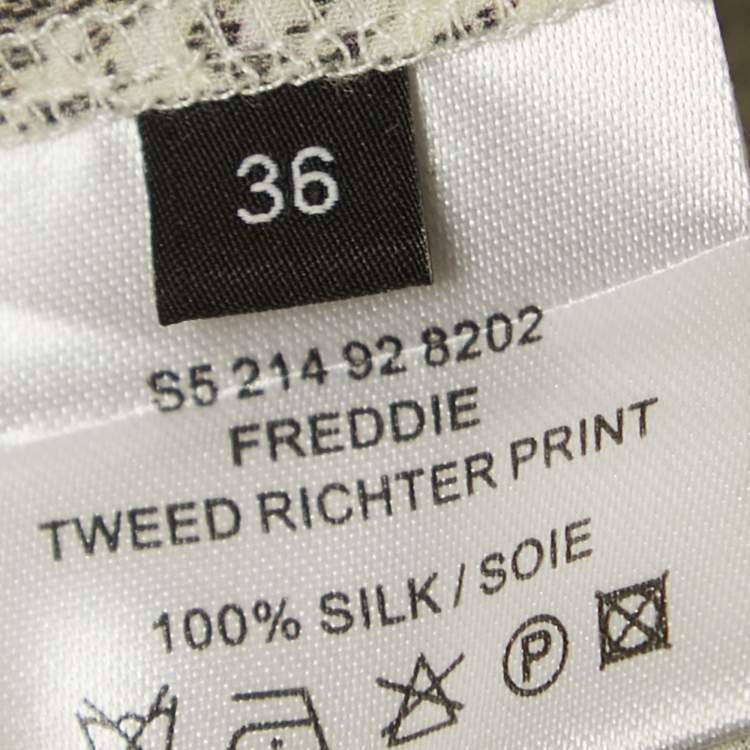 36
S5 214 92 8202
FREDDIE
TWEED RICHTER PRINT
100% SILK / SOIE
P